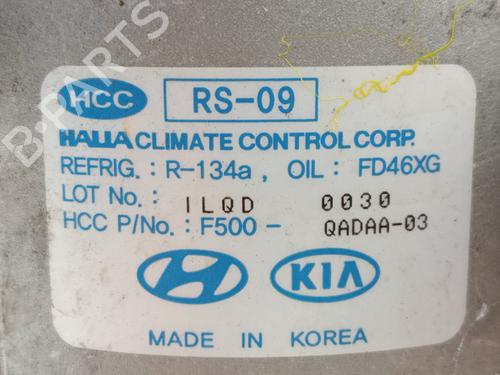 HCC RS-09
HALLA CLIMATE CONTROL CORP.
REFRIG. : R-134a, OIL : FD46XG
LOT No. : ILQD 0030
HCC P/No. : F500 - QADAA-03
KIA
MADE IN KOREA
B-PARTS